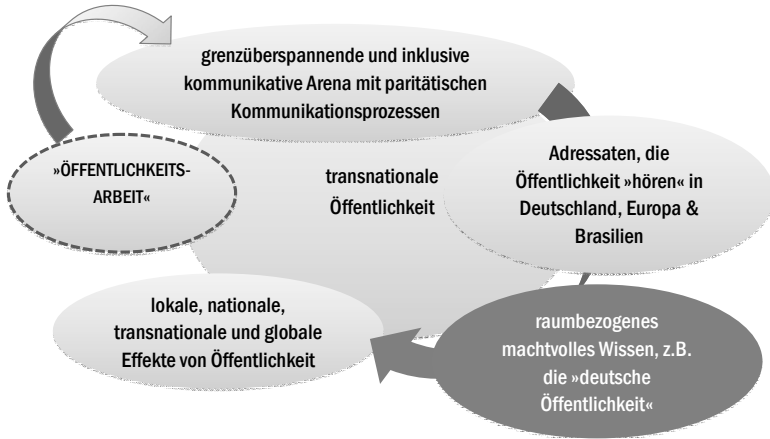 grenzüberspannende und inklusive
kommunikative Arena mit paritätischen
Kommunikationsprozessen
»ÖFFENTLICHKEITS-
ARBEIT«
transnationale
Öffentlichkeit
Adressaten, die
Öffentlichkeit »hören« in
Deutschland, Europa &
Brasilien
lokale, nationale,
transnationale und globale
Effekte von Öffentlichkeit
raumbezogenes
machtvolles Wissen, z.B.
die »deutsche
Öffentlichkeit«